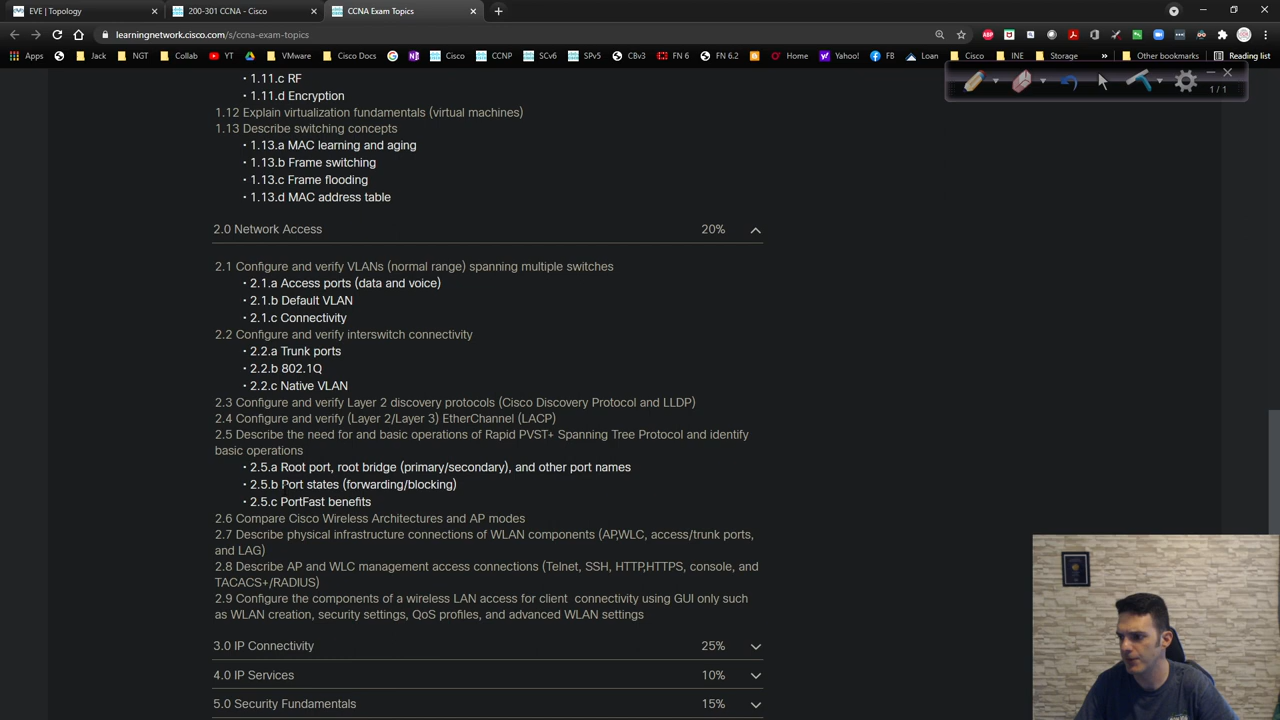 EVE | Topology
200-301 CCNA - Cisco
CCNA Exam Topics
learningnetwork.cisco.com/s/ccna-exam-topics
Apps
Jack
NGT
Collab
YT
VMware
Cisco Docs
FN 6
Cisco
CCNP
SCv6
SPv5
CBv3
FN 6
FN 6.2
Home
Yahoo!
FB
Loan
Cisco
INE
Storage
Other bookmarks
Reading list
1 / 1
• 1.11.c RF
• 1.11.d Encryption
1.12 Explain virtualization fundamentals (virtual machines)
1.13 Describe switching concepts
• 1.13.a MAC learning and aging
• 1.13.b Frame switching
• 1.13.c Frame flooding
• 1.13.d MAC address table
2.0 Network Access 20%
2.1 Configure and verify VLANs (normal range) spanning multiple switches
• 2.1.a Access ports (data and voice)
• 2.1.b Default VLAN
• 2.1.c Connectivity
2.2 Configure and verify interswitch connectivity
• 2.2.a Trunk ports
• 2.2.b 802.1Q
• 2.2.c Native VLAN
2.3 Configure and verify Layer 2 discovery protocols (Cisco Discovery Protocol and LLDP)
2.4 Configure and verify (Layer 2/Layer 3) EtherChannel (LACP)
2.5 Describe the need for and basic operations of Rapid PVST+ Spanning Tree Protocol and identify
basic operations
• 2.5.a Root port, root bridge (primary/secondary), and other port names
• 2.5.b Port states (forwarding/blocking)
• 2.5.c PortFast benefits
2.6 Compare Cisco Wireless Architectures and AP modes
2.7 Describe physical infrastructure connections of WLAN components (AP,WLC, access/trunk ports,
and LAG)
2.8 Describe AP and WLC management access connections (Telnet, SSH, HTTP,HTTPS, console, and
TACACS+/RADIUS)
2.9 Configure the components of a wireless LAN access for client connectivity using GUI only such
as WLAN creation, security settings, QoS profiles, and advanced WLAN settings
3.0 IP Connectivity 25%
4.0 IP Services 10%
5.0 Security Fundamentals 15%